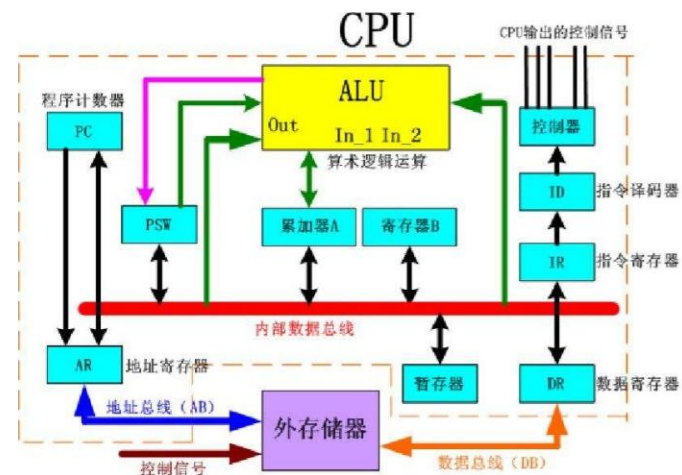 CPU
CPU输出的控制信号
程序计数器
PC
ALU
Out
In_1 In_2
算术逻辑运算
控制器
ID
指令译码器
PSW
累加器A
寄存器B
IR
指令寄存器
内部数据总线
AR
地址寄存器
暂存器
DR
数据寄存器
地址总线（AB）
外存储器
控制信号
数据总线（DB）